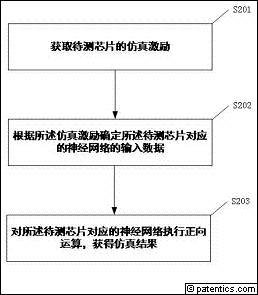 S201
获取待测芯片的仿真激励
S202
根据所述仿真激励确定所述待测芯片对应
的神经网络的输入数据
S203
对所述待测芯片对应的神经网络执行正向
运算，获得仿真结果
© patentics.com